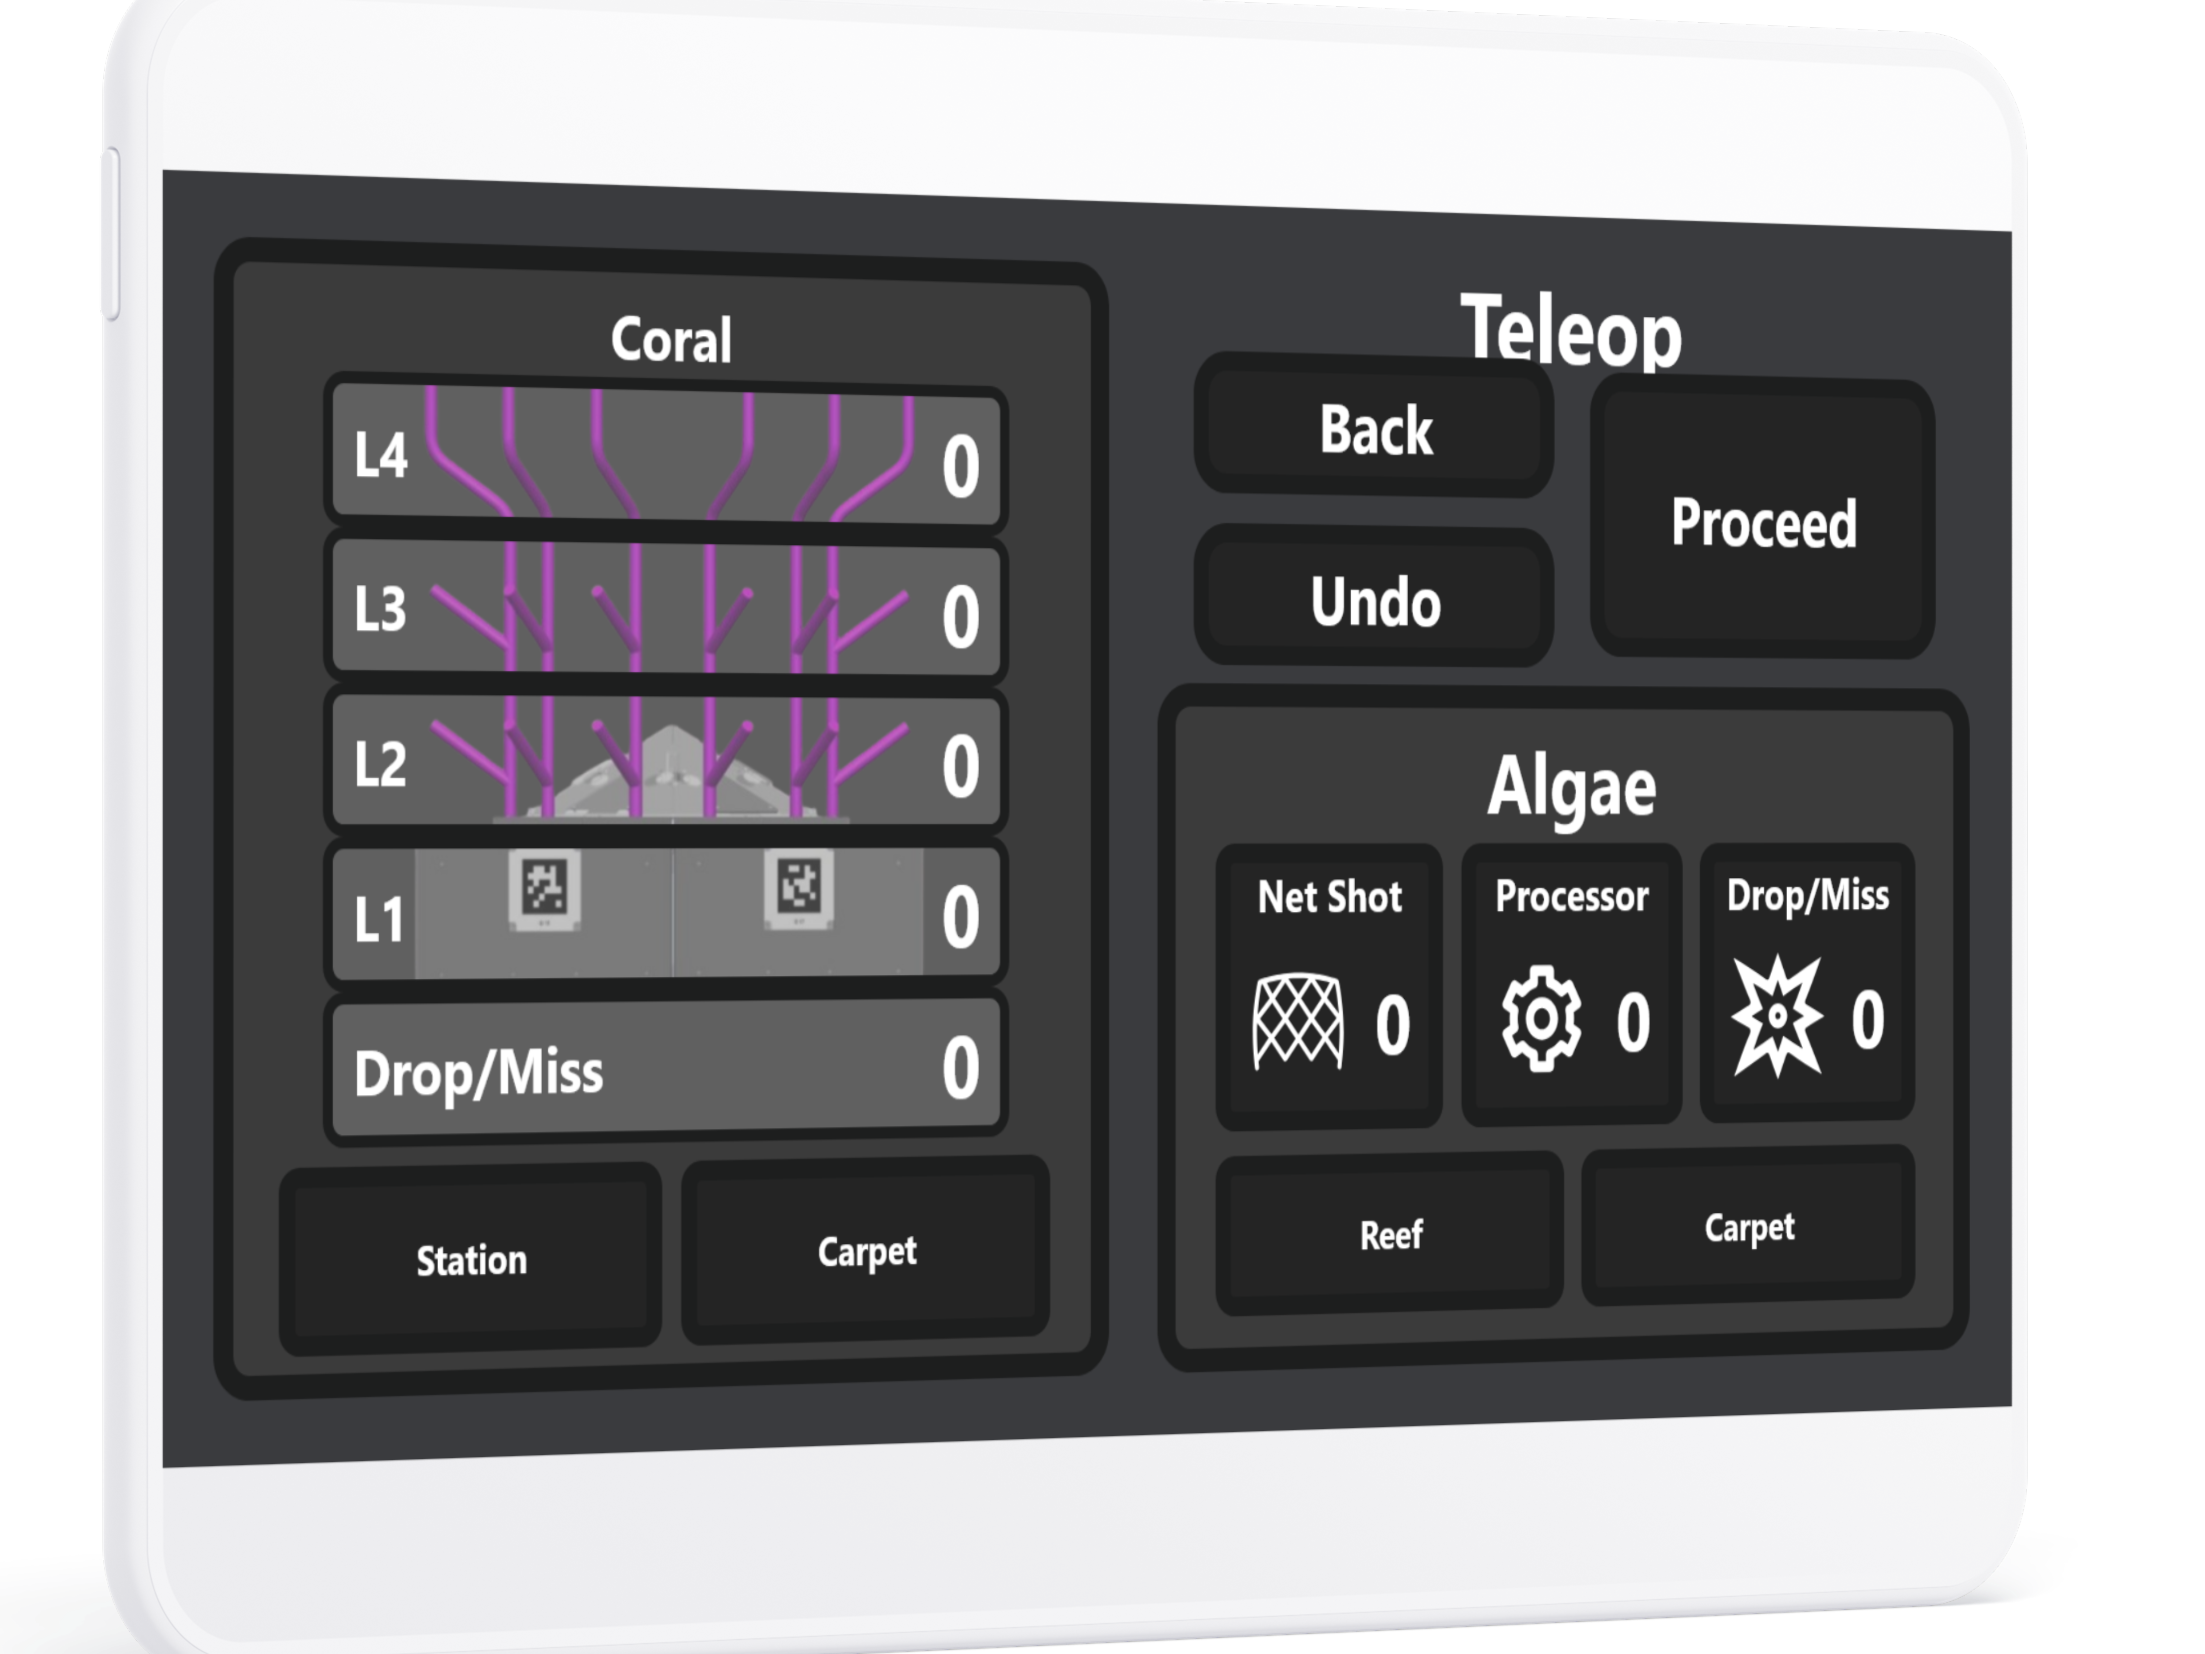 Coral
L4 0
L3 0
L2 0
L1 0
Drop/Miss 0
Station
Carpet
Teleop
Back
Undo
Proceed
Algae
Net Shot
0
Processor
0
Drop/Miss
0
Reef
Carpet